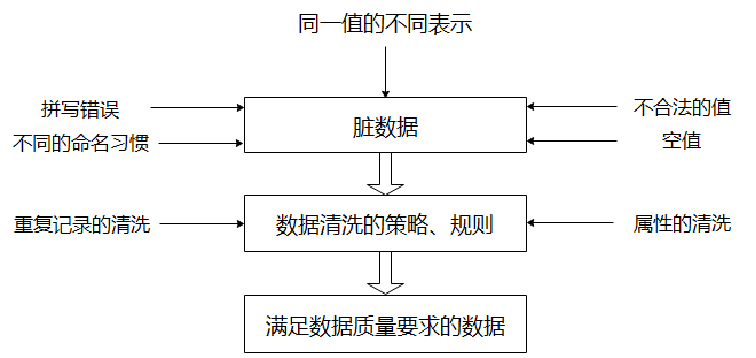 同一值的不同表示
拼写错误
不合法的值
脏数据
不同的命名习惯
空值
重复记录的清洗
数据清洗的策略、规则
属性的清洗
满足数据质量要求的数据